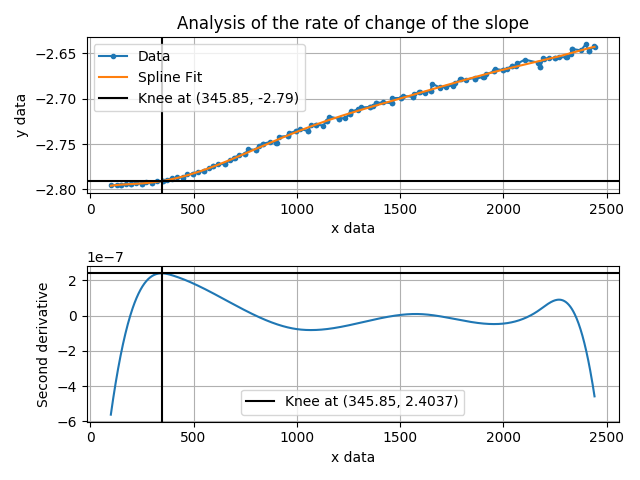 Analysis of the rate of change of the slope
−2.65
−2.70
−2.75
−2.80
y data
Data
Spline Fit
Knee at (345.85, -2.79)
0
500
1000
1500
2000
2500
x data
1e−7
2
0
−2
−4
−6
Second derivative
Knee at (345.85, 2.4037)
0
500
1000
1500
2000
2500
x data